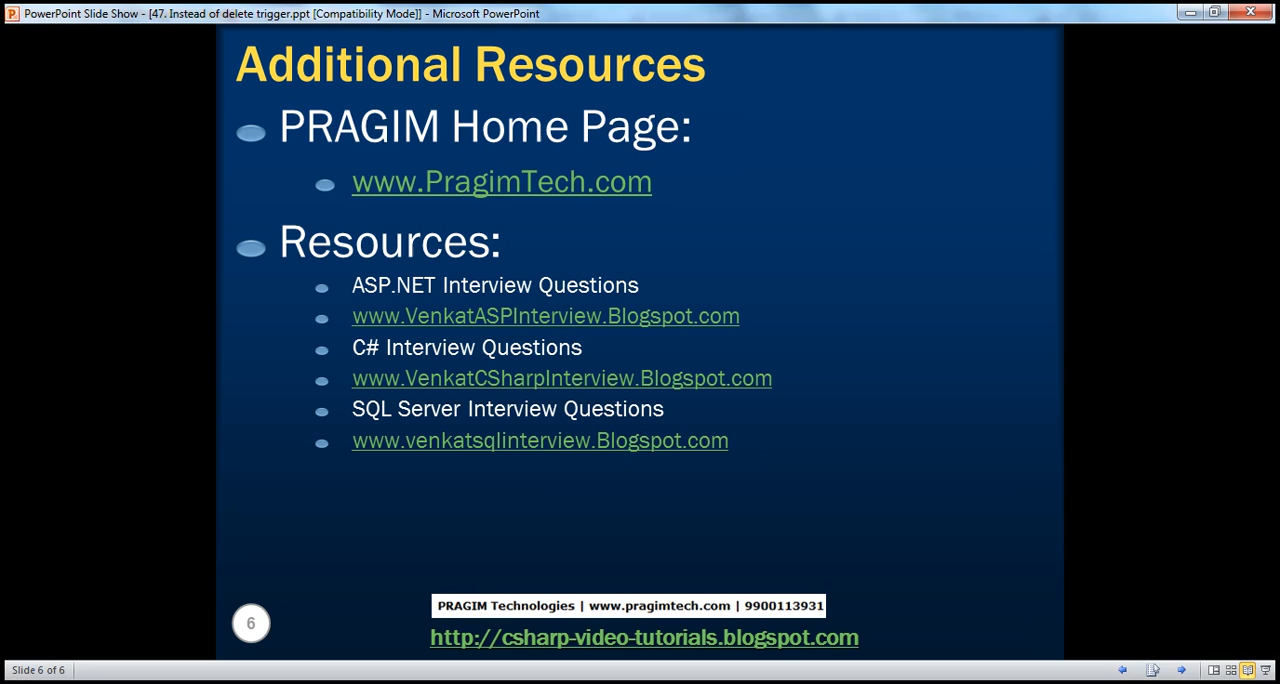 PowerPoint Slide Show - [47. Instead of delete trigger.ppt [Compatibility Mode]] - Microsoft PowerPoint
Additional Resources
PRAGIM Home Page:
www.PragimTech.com
Resources:
ASP.NET Interview Questions
www.VenkatASPInterview.Blogspot.com
C# Interview Questions
www.VenkatCSharpInterview.Blogspot.com
SQL Server Interview Questions
www.venkatsqlinterview.Blogspot.com
PRAGIM Technologies | www.pragimtech.com | 9900113931
6
http://csharp-video-tutorials.blogspot.com
Slide 6 of 6